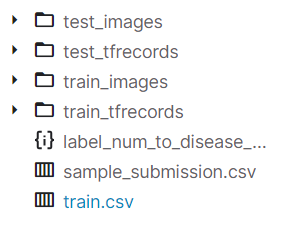 test_images
test_tfrecords
train_images
train_tfrecords
label_num_to_disease_...
sample_submission.csv
train.csv